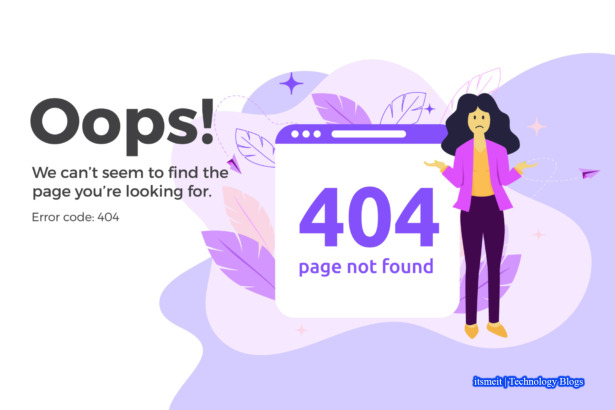 Oops!
We can't seem to find the
page you're looking for.
Error code: 404
404
page not found
itsmeit | Technology Blogs